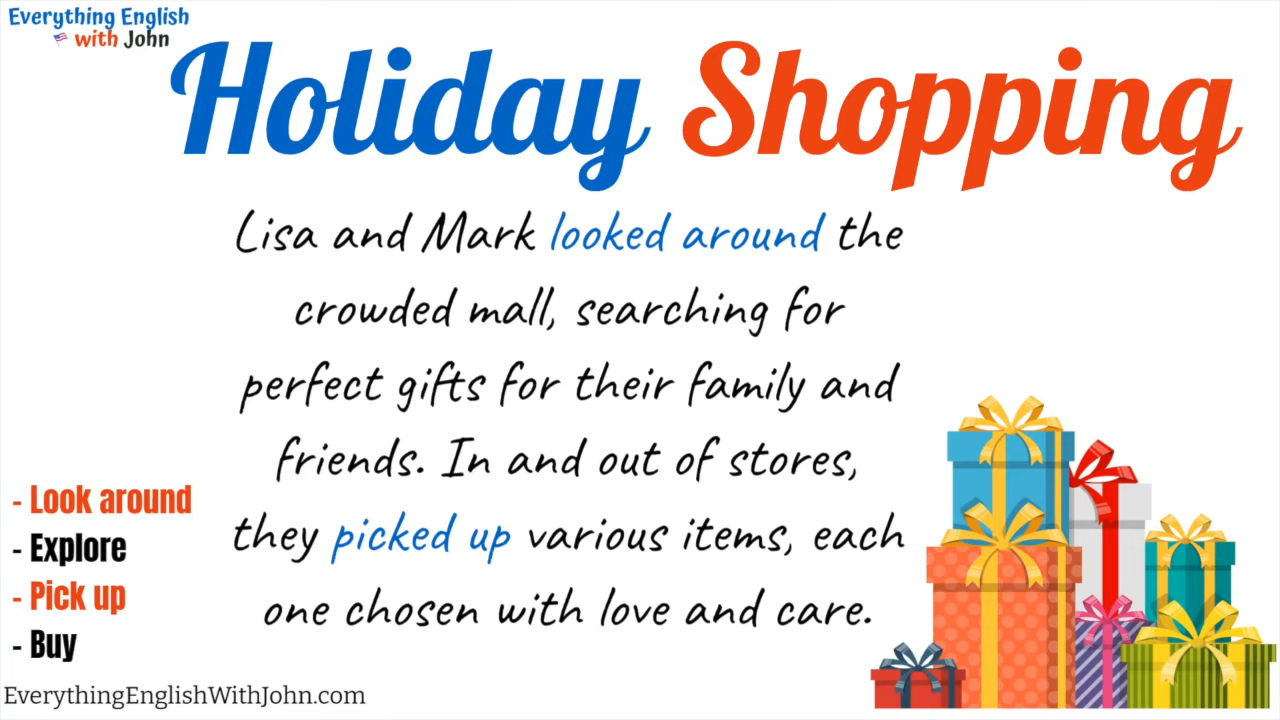 Everything English
with John
Holiday Shopping
Lisa and Mark looked around the
crowded mall, searching for
perfect gifts for their family and
friends. In and out of stores,
they picked up various items, each
one chosen with love and care.
- Look around
- Explore
- Pick up
- Buy
EverythingEnglishWithJohn.com